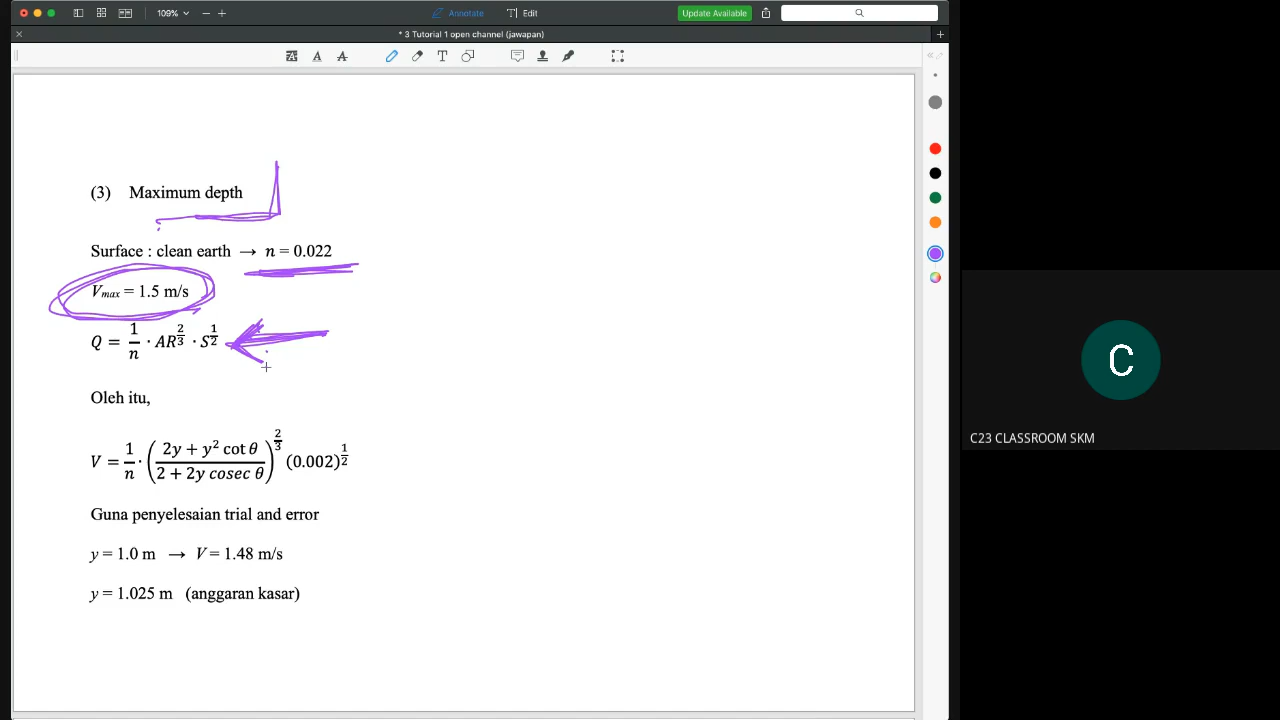 109%
Annotate
Edit
Update Available
* 3 Tutorial 1 open channel (jawapan)
(3) Maximum depth
Surface : clean earth → n = 0.022
Vmax = 1.5 m/s
Q = 1/n · AR^(2/3) · S^(1/2)
Oleh itu,
V = 1/n · ((2y + y² cot θ)/(2 + 2y cosec θ))^(2/3) (0.002)^(1/2)
Guna penyelesaian trial and error
y = 1.0 m → V = 1.48 m/s
y = 1.025 m (anggaran kasar)
C
C23 CLASSROOM SKM